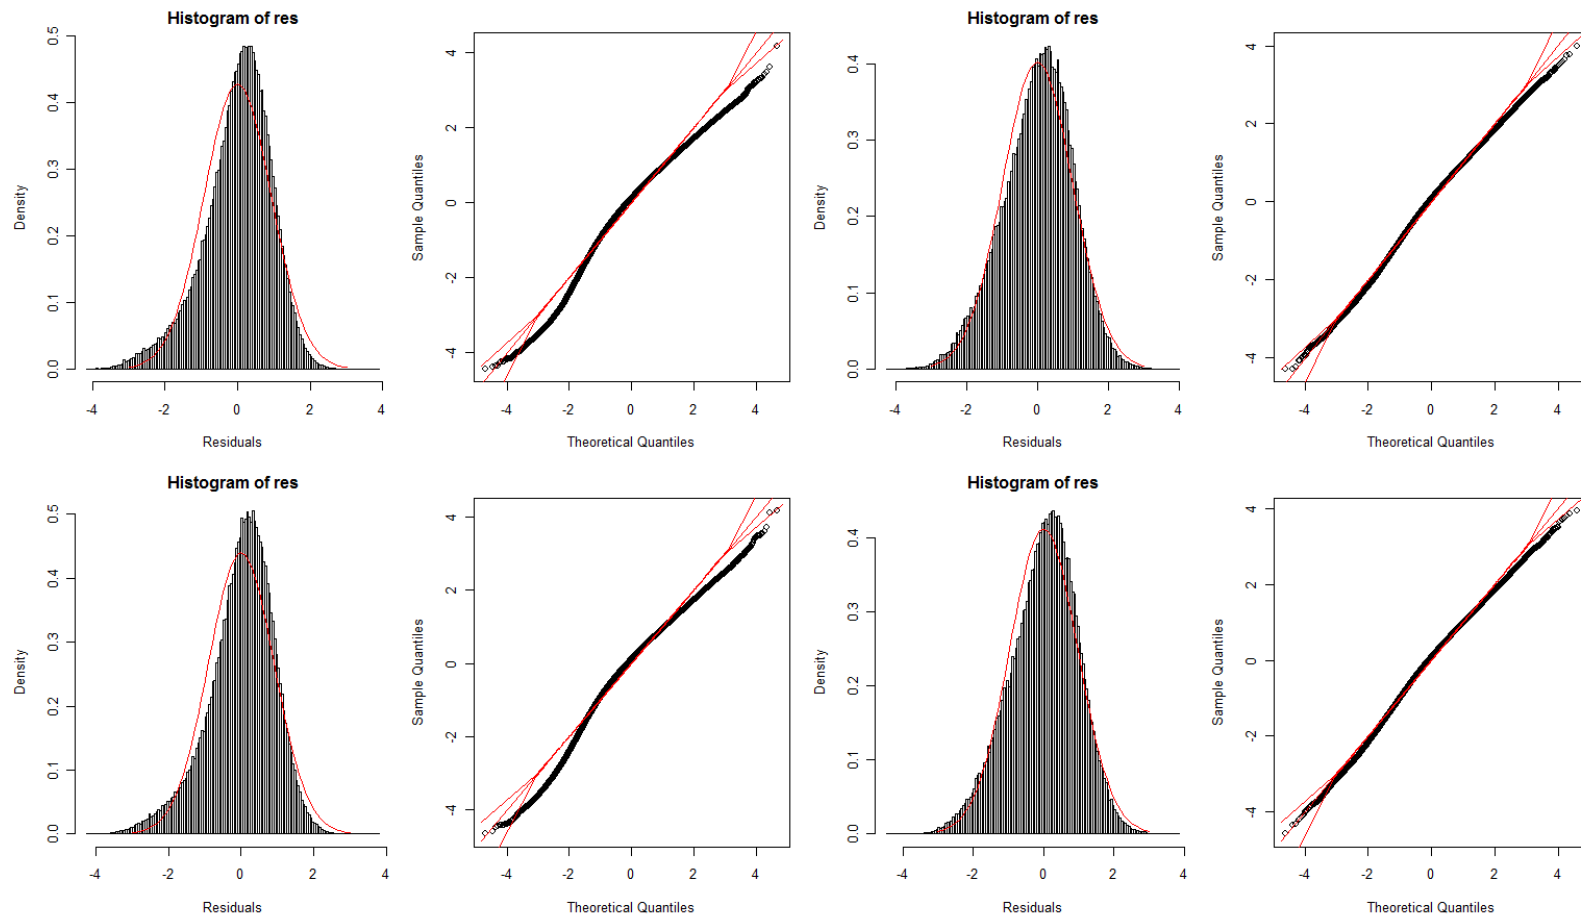 Histogram of res
Density
0.0 0.1 0.2 0.3 0.4 0.5
-4 -2 0 2 4
Residuals
Sample Quantiles
-4 -2 0 2 4
-4 -2 0 2 4
Theoretical Quantiles
Histogram of res
Density
0.0 0.1 0.2 0.3 0.4
-4 -2 0 2 4
Residuals
Sample Quantiles
-4 -2 0 2 4
-4 -2 0 2 4
Theoretical Quantiles
Histogram of res
Density
0.0 0.1 0.2 0.3 0.4 0.5
-4 -2 0 2 4
Residuals
Sample Quantiles
-4 -2 0 2 4
-4 -2 0 2 4
Theoretical Quantiles
Histogram of res
Density
0.0 0.1 0.2 0.3 0.4
-4 -2 0 2 4
Residuals
Sample Quantiles
-4 -2 0 2 4
-4 -2 0 2 4
Theoretical Quantiles